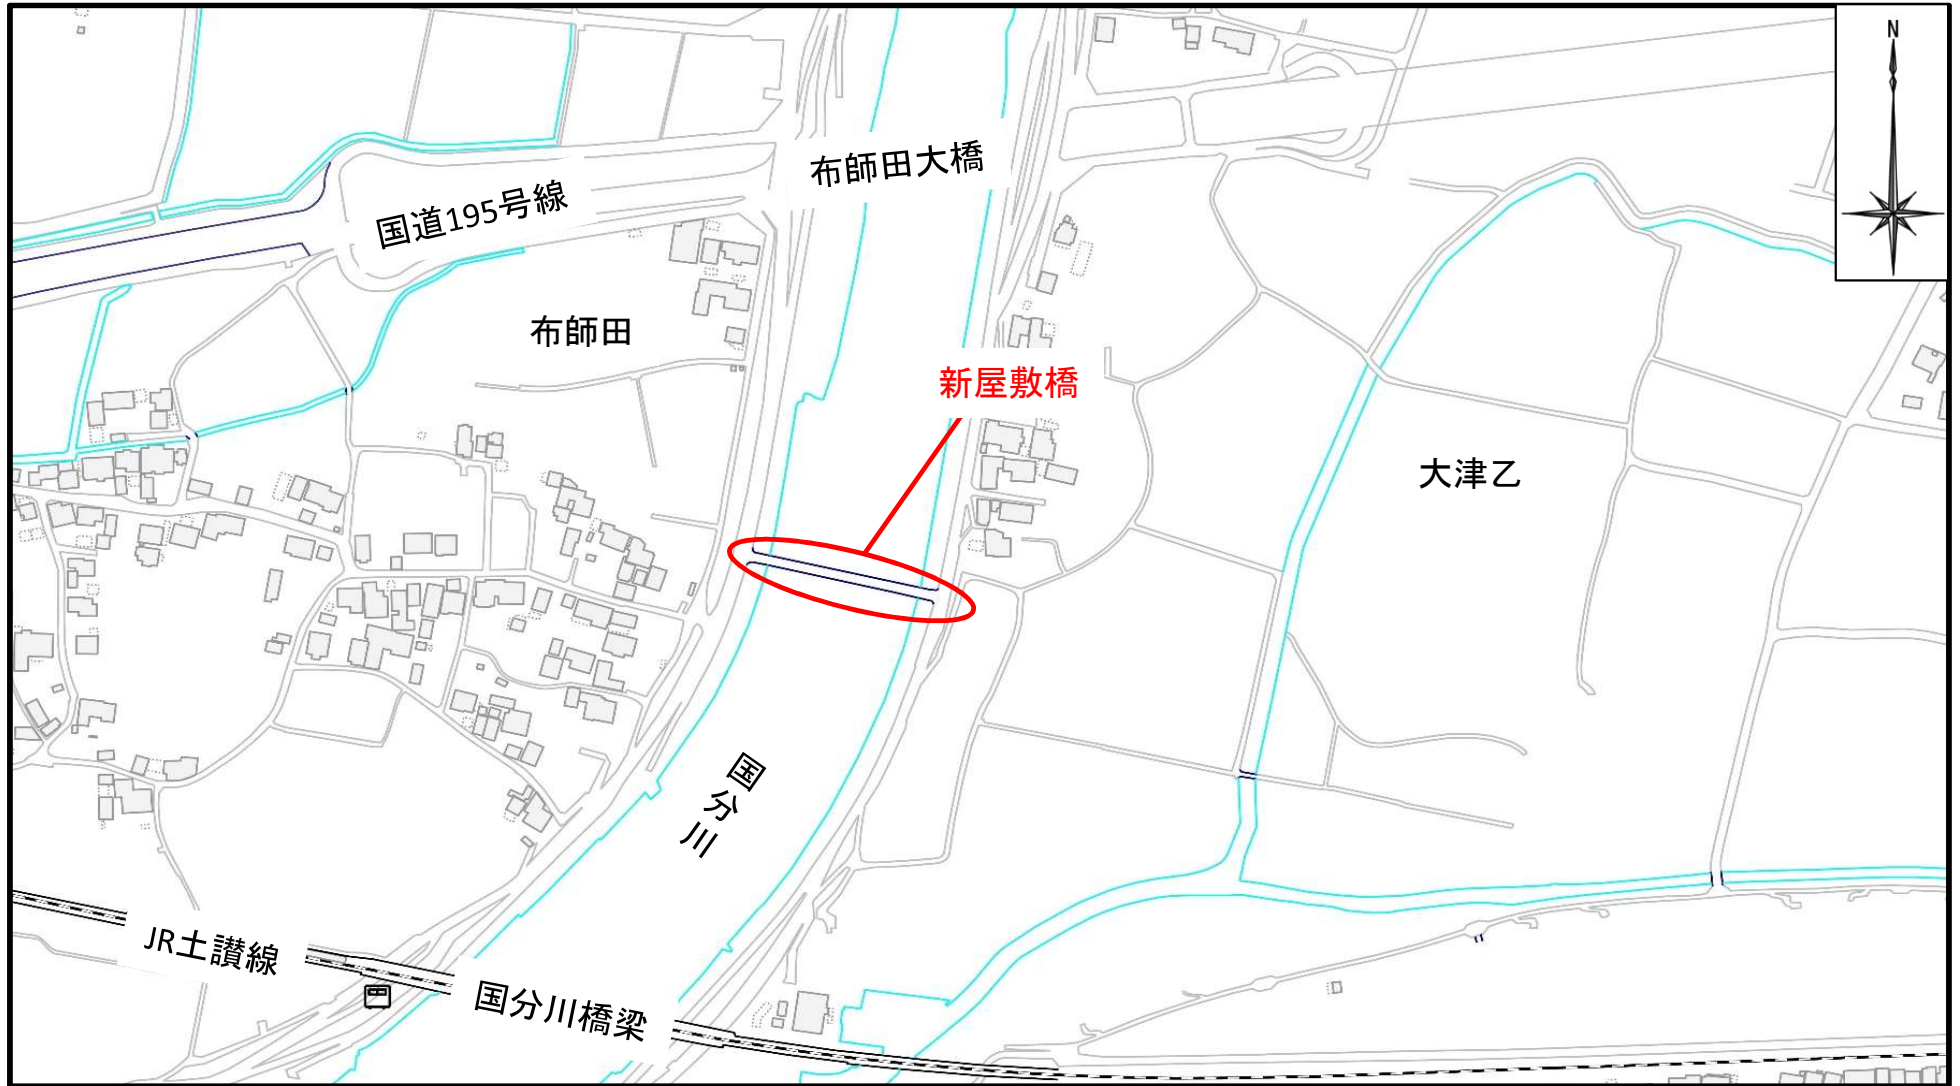 N
布師田大橋
国道195号線
布師田
新屋敷橋
大津乙
国分川
JR土讃線
国分川橋梁